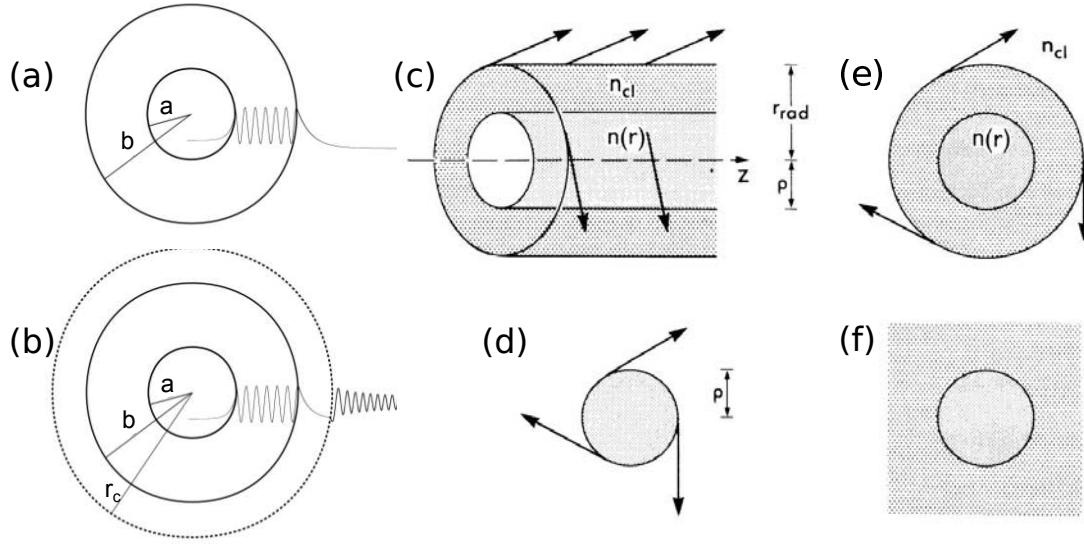 (a)
a
b
(b)
a
b
r_c
(c)
n_cl
n(r)
r_rad
ρ
z
(d)
ρ
(e)
n_cl
n(r)
(f)